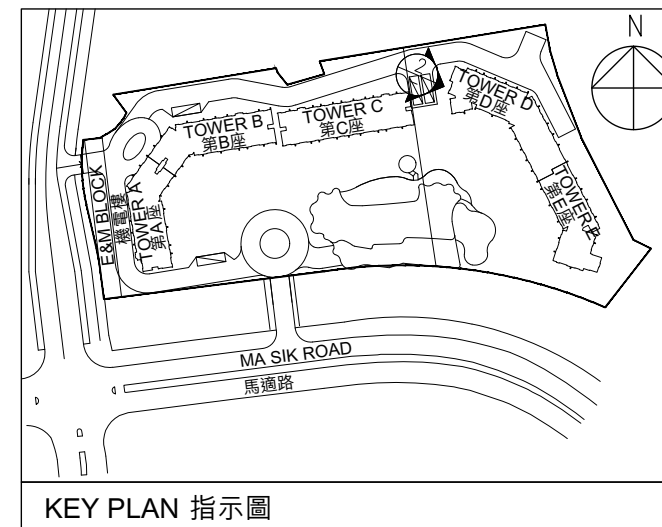 N
2
TOWER B
第B座
TOWER C
第C座
TOWER D
第D座
E&M BLOCK
機電樓
TOWER A
第A座
TOWER E
第E座
MA SIK ROAD
馬適路
KEY PLAN 指示圖